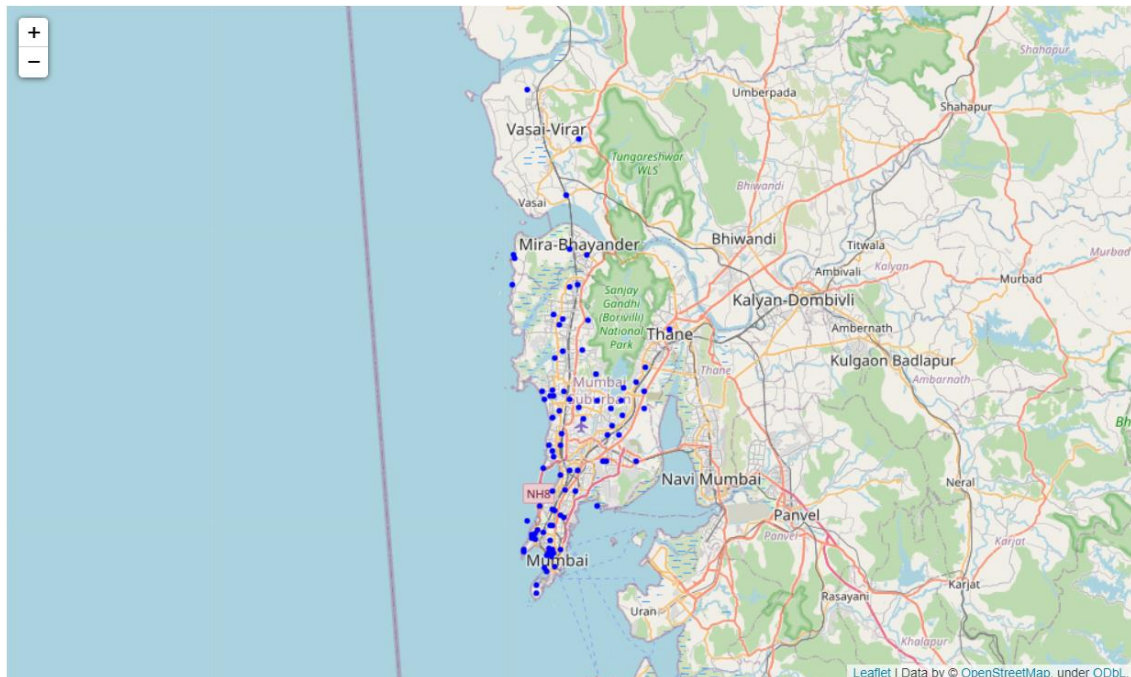 +
−
Shahapur
Umberpada
Shahapur
Vasai-Virar
Tungareshwar
WLS
Bhiwandi
Vasai
Mira-Bhayander
Bhiwandi
Titwala
Murbad
Kalyan
Ambivali
Murbad
Sanjay
Gandhi
(Borivili)
National
Park
Kalyan-Dombivli
Thane
Ambernath
Kulgaon Badlapur
Thane
Ambarnath
Mumbai
Suburban
Bh
Navi Mumbai
Neral
NH8
Panvel
Panvel
Karjat
Mumbai
Karjat
Rasayani
Uran
Khalapur
Leaflet | Data by © OpenStreetMap, under ODbL.